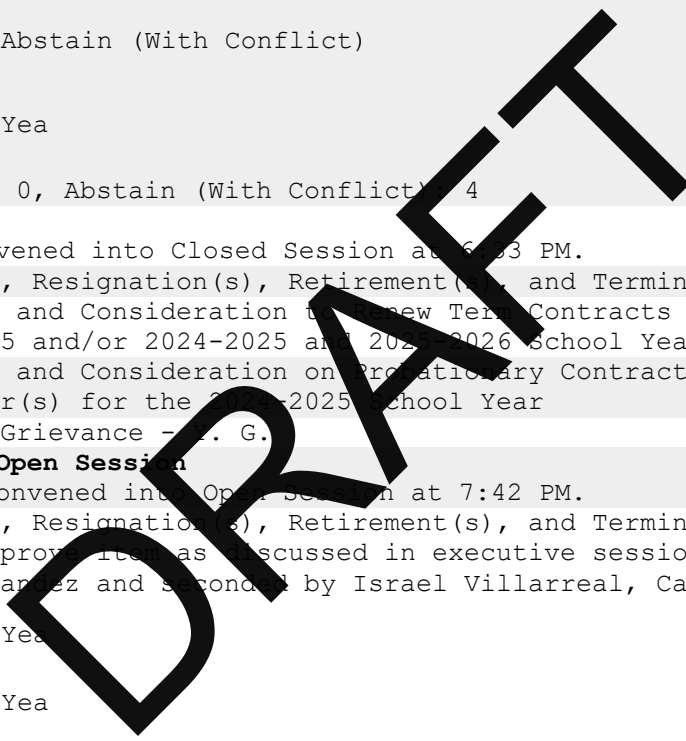 Abstain (With Conflict)
Yea
0, Abstain (With Conflict): 4
vened into Closed Session at 6:33 PM.
, Resignation(s), Retirement(s), and Termin
and Consideration to Renew Term Contracts
5 and/or 2024-2025 and 2025-2026 School Yea
and Consideration on Probationary Contract
r(s) for the 2024-2025 School Year
Grievance - Y. G.
Open Session
onvened into Open Session at 7:42 PM.
, Resignation(s), Retirement(s), and Termin
prove item as discussed in executive sessio
andez and seconded by Israel Villarreal, Ca
Yea
Yea
DRAFT